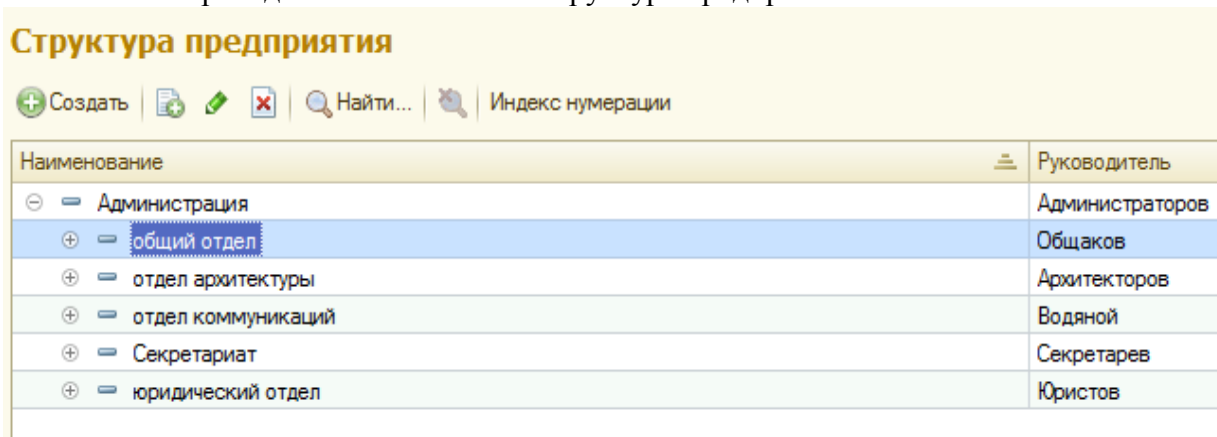 Структура предприятия
Создать Найти... Индекс нумерации
Наименование Руководитель
Администрация Администраторов
общий отдел Общаков
отдел архитектуры Архитекторов
отдел коммуникаций Водяной
Секретариат Секретарев
юридический отдел Юристов